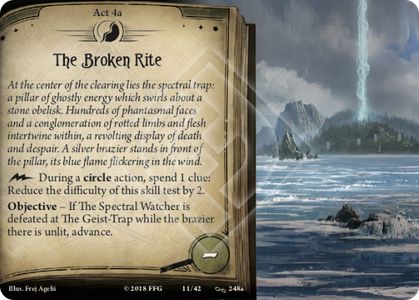 Act 4a
The Broken Rite
At the center of the clearing lies the spectral trap:
a pillar of ghostly energy which swirls about a
stone obelisk. Hundreds of phantasmal faces
and a conglomeration of rotted limbs and flesh
intertwine within, a revolting display of death
and despair. A silver brazier stands in front of
the pillar, its blue flame flickering in the wind.
During a circle action, spend 1 clue:
Reduce the difficulty of this skill test by 2.
Objective – If The Spectral Watcher is
defeated at The Geist-Trap while the brazier
there is unlit, advance.
–
Illus. Frej Agelii © 2018 FFG 11/42 248a